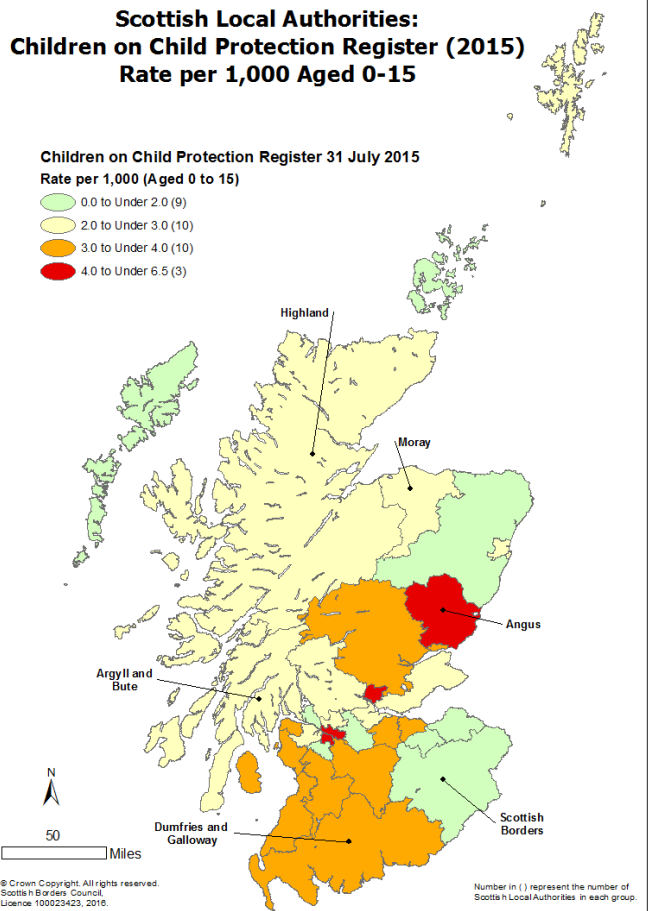 Scottish Local Authorities:
Children on Child Protection Register (2015)
Rate per 1,000 Aged 0-15
Children on Child Protection Register 31 July 2015
Rate per 1,000 (Aged 0 to 15)
0.0 to Under 2.0 (9)
2.0 to Under 3.0 (10)
3.0 to Under 4.0 (10)
4.0 to Under 6.5 (3)
Highland
Moray
Angus
Argyll and
Bute
N
50
Miles
Dumfries and
Galloway
Scottish
Borders
© Crown Copyright. All rights reserved.
Scottish Borders Council,
Licence 100023423, 2016.
Number in ( ) represent the number of
Scottish Local Authorities in each group.